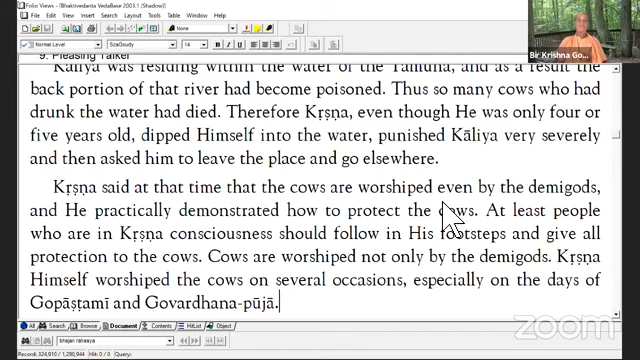 Folio Views - [Bhaktivedanta VedaBase 2003.1 (Shadow)]
File Edit View Search Layout Tools Window Help
None
Normal Level
ScaGoudy
14
9. Pleasing Talker
Kāliya was residing within the water of the Yamunā, and as a result the
back portion of that river had become poisoned. Thus so many cows who had
drunk the water had died. Therefore Kṛṣṇa, even though He was only four or
five years old, dipped Himself into the water, punished Kāliya very severely
and then asked him to leave the place and go elsewhere.
Kṛṣṇa said at that time that the cows are worshiped even by the demigods,
and He practically demonstrated how to protect the cows. At least people
who are in Kṛṣṇa consciousness should follow in His footsteps and give all
protection to the cows. Cows are worshiped not only by the demigods. Kṛṣṇa
Himself worshiped the cows on several occasions, especially on the days of
Gopāṣṭamī and Govardhana-pūjā.
All Search Browse Document Contents HitList Object
bhajan rahasya
Record: 324,910 / 1,298,944 Hit: 0 / 0 Query:
Bir Krishna Go...
zoom